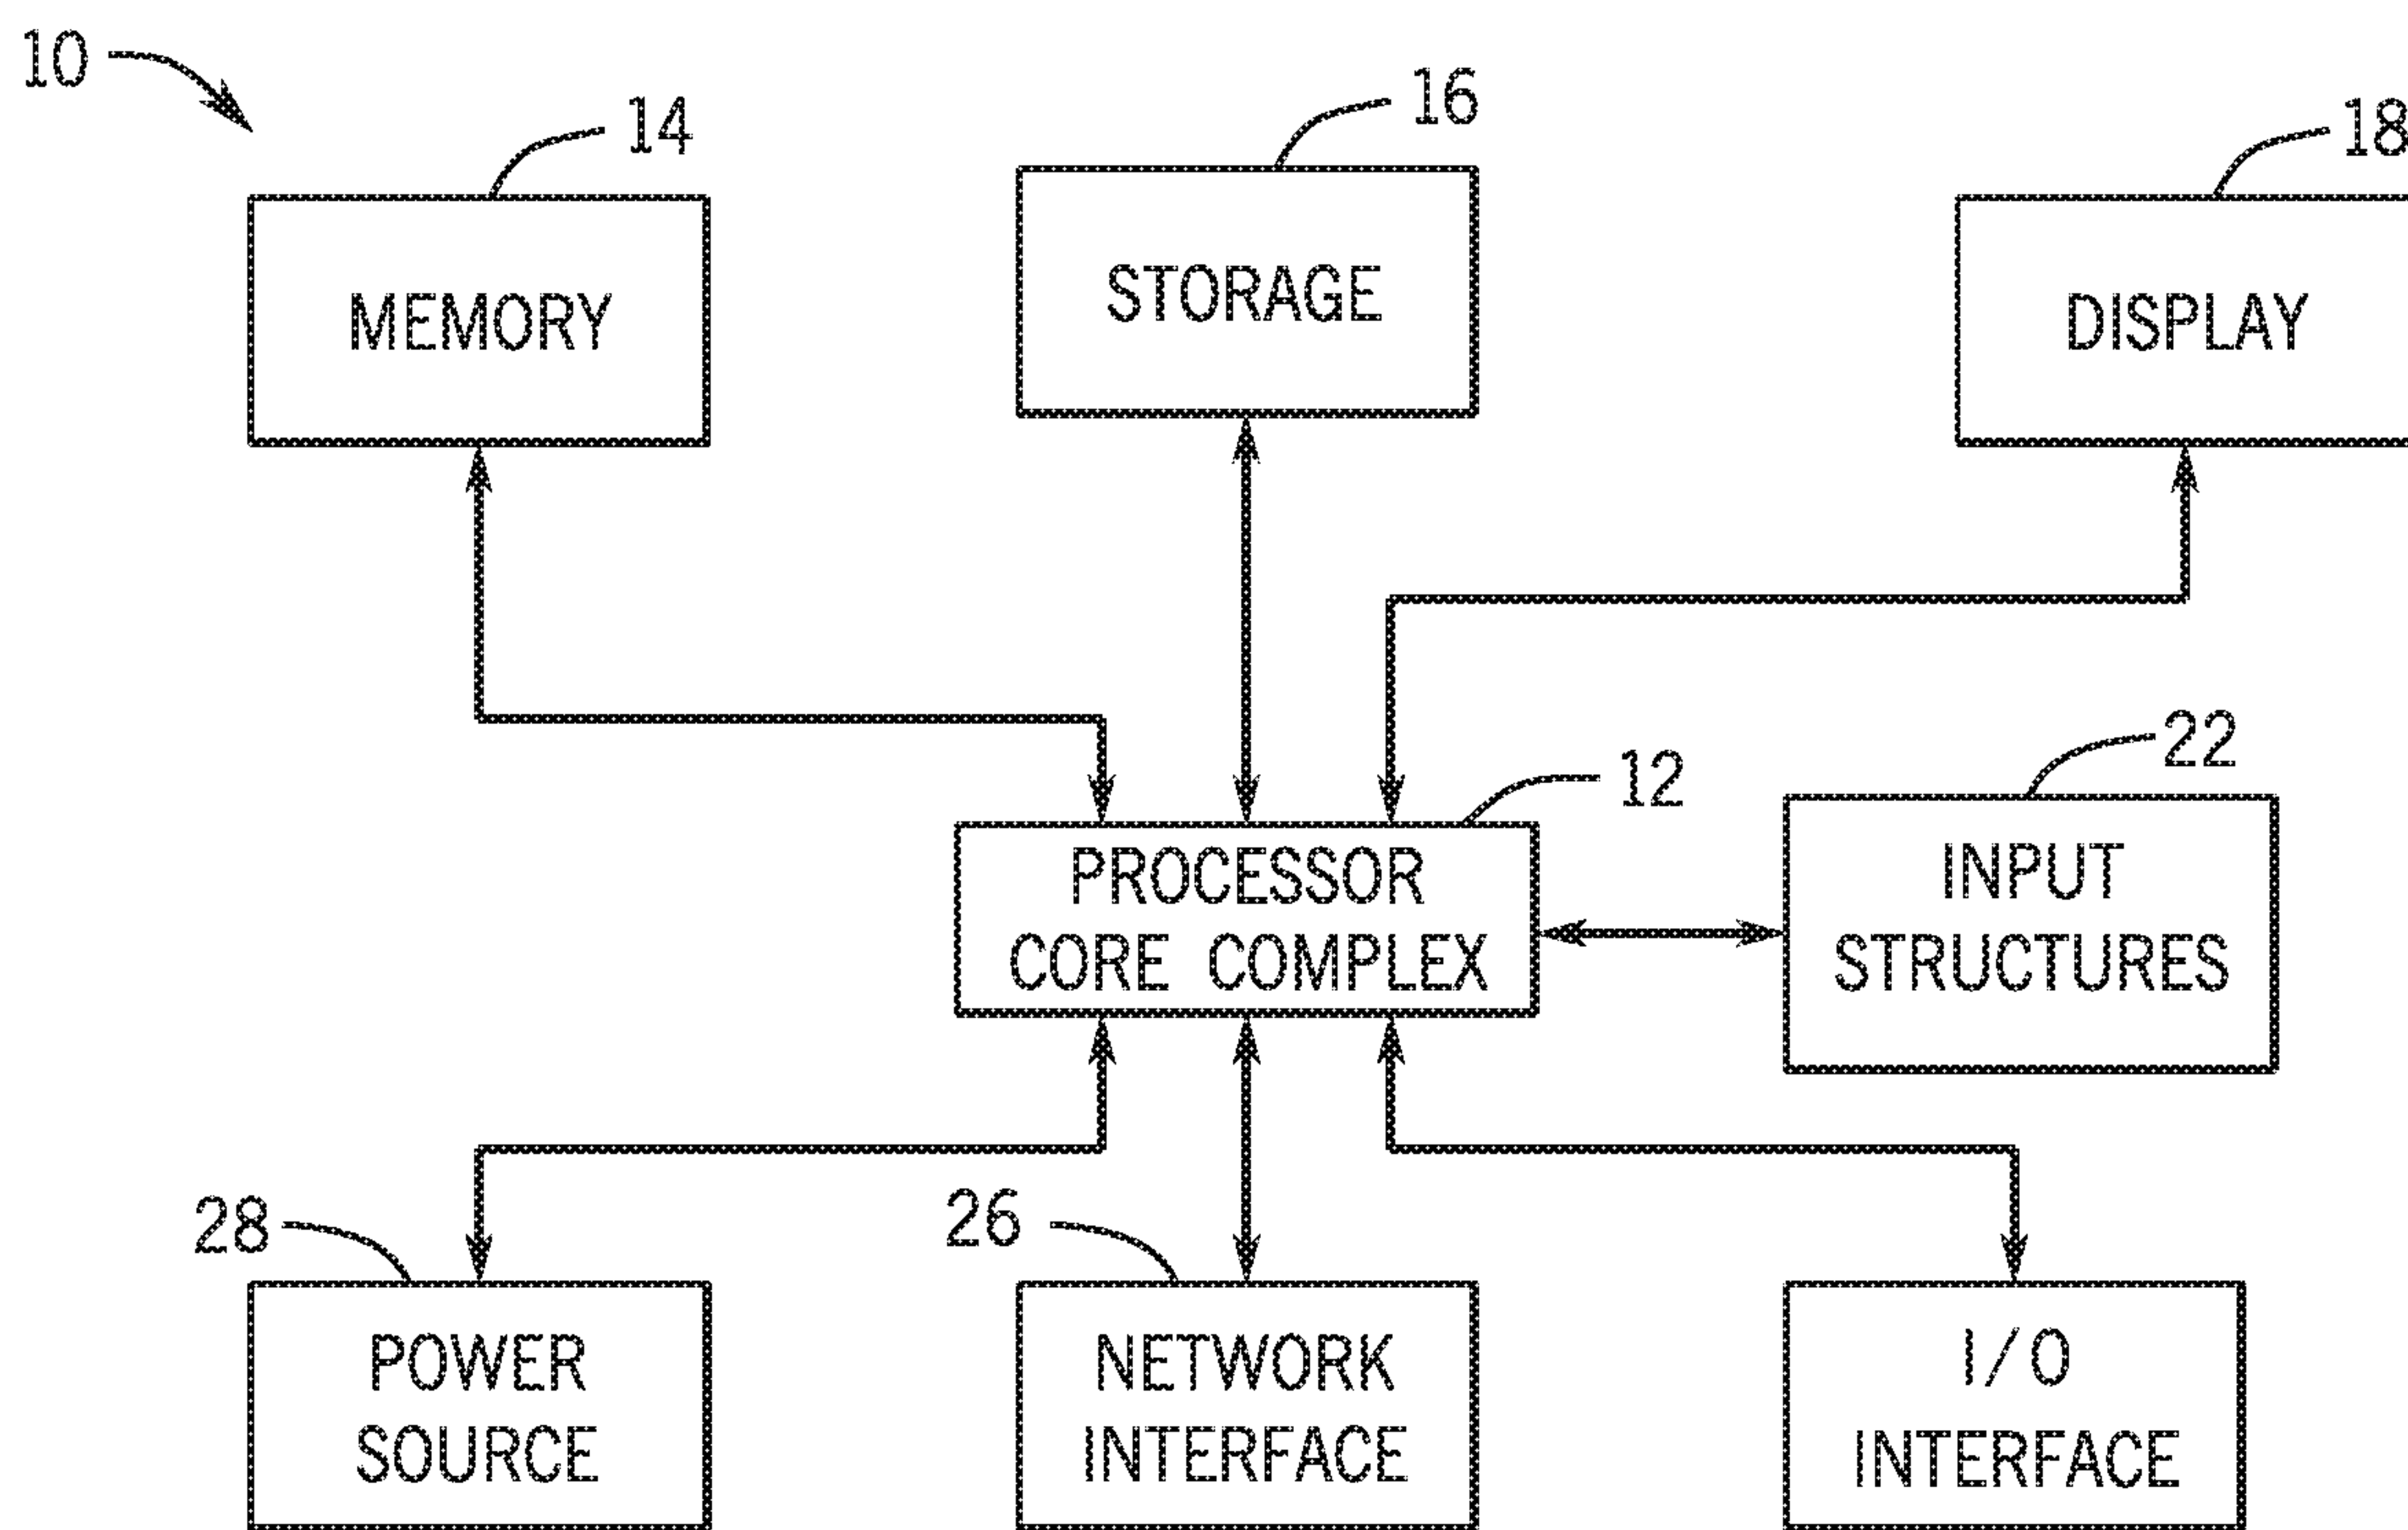 10
14
16
18
MEMORY
STORAGE
DISPLAY
12
22
PROCESSOR
CORE COMPLEX
INPUT
STRUCTURES
28
26
POWER
SOURCE
NETWORK
INTERFACE
I/O
INTERFACE